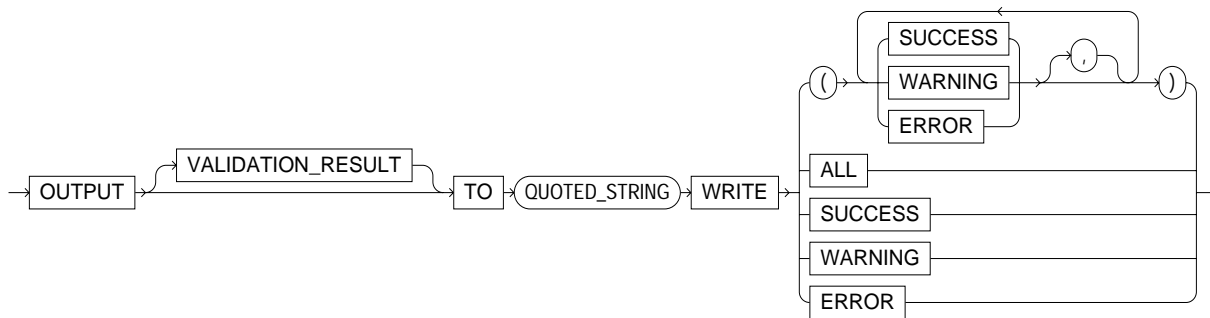 SUCCESS
( WARNING , )
ERROR
VALIDATION_RESULT
ALL
OUTPUT TO QUOTED_STRING WRITE
SUCCESS
WARNING
ERROR